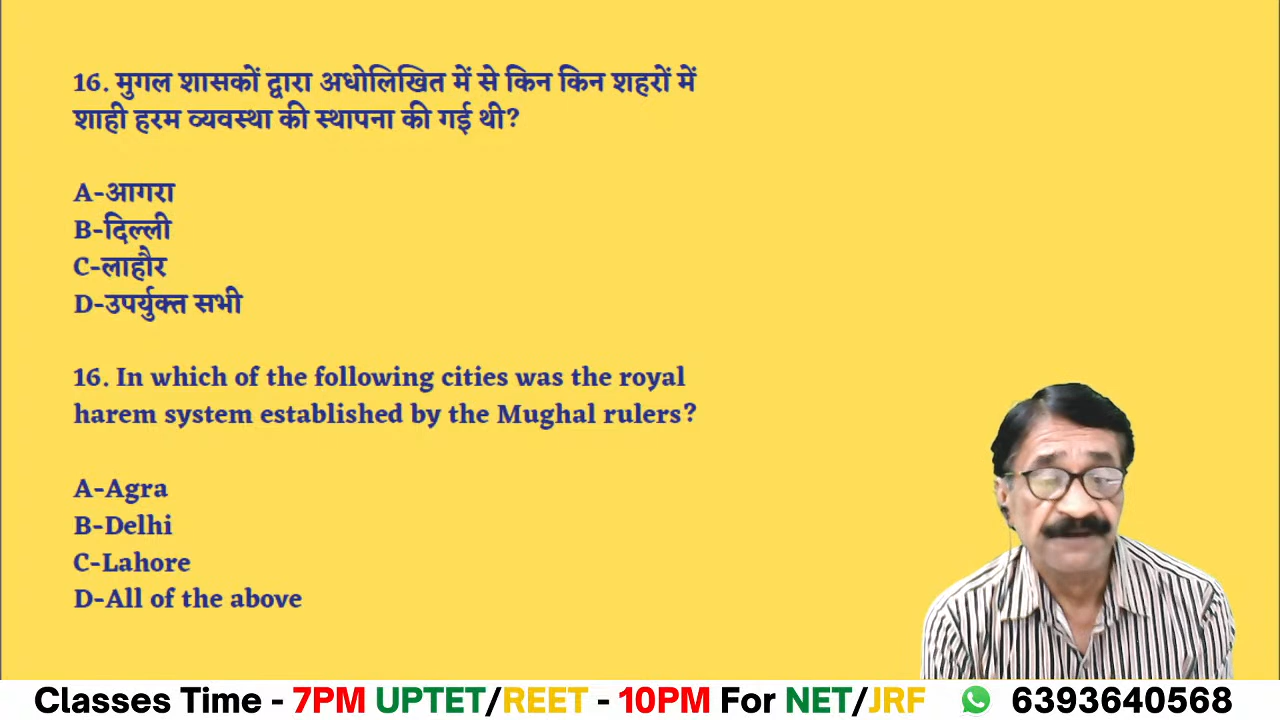 16. मुगल शासकों द्वारा अधोलिखित में से किन किन शहरों में
शाही हरम व्यवस्था की स्थापना की गई थी?
A-आगरा
B-दिल्ली
C-लाहौर
D-उपर्युक्त सभी
16. In which of the following cities was the royal
harem system established by the Mughal rulers?
A-Agra
B-Delhi
C-Lahore
D-All of the above
Classes Time - 7PM UPTET/REET - 10PM For NET/JRF 6393640568